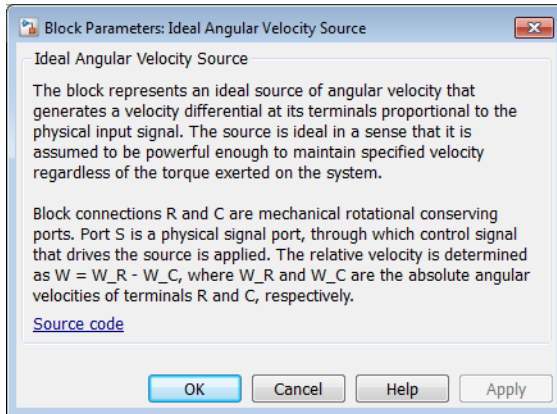 Block Parameters: Ideal Angular Velocity Source
Ideal Angular Velocity Source
The block represents an ideal source of angular velocity that
generates a velocity differential at its terminals proportional to the
physical input signal. The source is ideal in a sense that it is
assumed to be powerful enough to maintain specified velocity
regardless of the torque exerted on the system.
Block connections R and C are mechanical rotational conserving
ports. Port S is a physical signal port, through which control signal
that drives the source is applied. The relative velocity is determined
as W = W_R - W_C, where W_R and W_C are the absolute angular
velocities of terminals R and C, respectively.
Source code
OK Cancel Help Apply